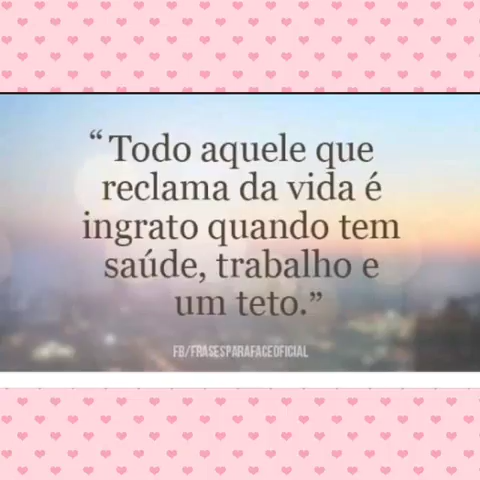 “Todo aquele que
reclama da vida é
ingrato quando tem
saúde, trabalho e
um teto.”
FB/FRASESPARAFACEOFICIAL